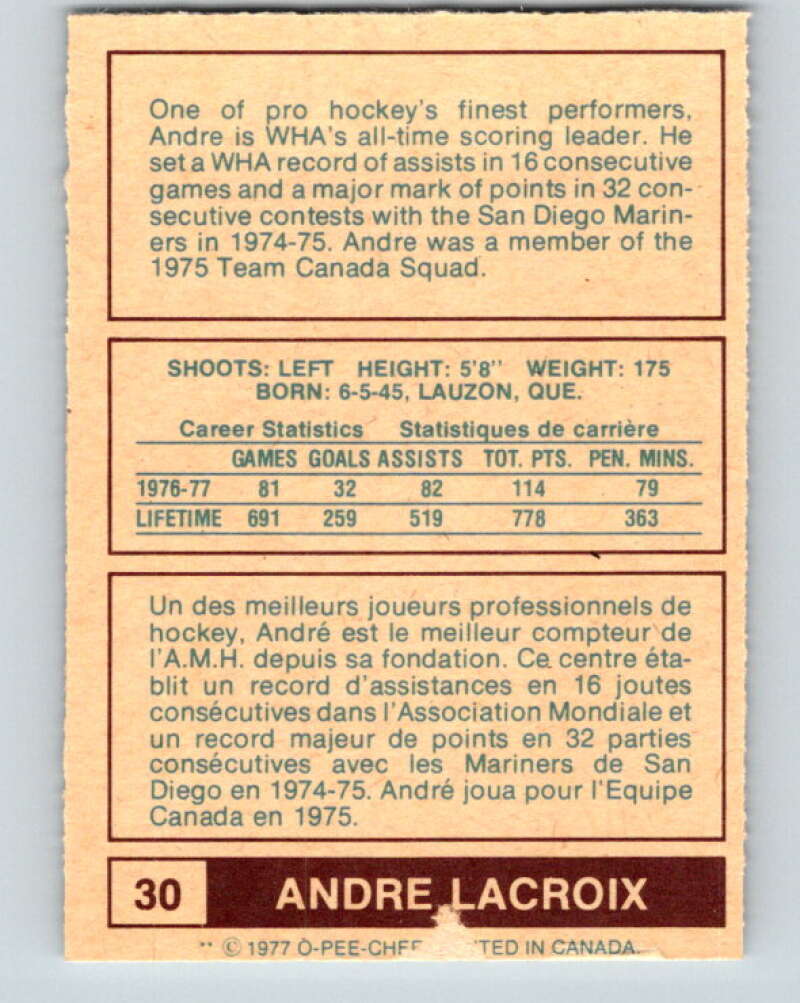 One of pro hockey's finest performers,
Andre is WHA's all-time scoring leader. He
set a WHA record of assists in 16 consecutive
games and a major mark of points in 32 con-
secutive contests with the San Diego Marin-
ers in 1974-75. Andre was a member of the
1975 Team Canada Squad.
SHOOTS: LEFT HEIGHT: 5'8" WEIGHT: 175
BORN: 6-5-45, LAUZON, QUE.
Career Statistics Statistiques de carrière
GAMES GOALS ASSISTS TOT. PTS. PEN. MINS.
1976-77 81 32 82 114 79
LIFETIME 691 259 519 778 363
Un des meilleurs joueurs professionnels de
hockey, André est le meilleur compteur de
l'A.M.H. depuis sa fondation. Ce centre éta-
blit un record d'assistances en 16 joutes
consécutives dans l'Association Mondiale et
un record majeur de points en 32 parties
consécutives avec les Mariners de San
Diego en 1974-75. André joua pour l'Equipe
Canada en 1975.
30 ANDRE LACROIX
** © 1977 O-PEE-CHE TED IN CANADA.